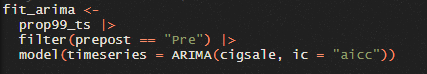 fit_arima <-
prop99_ts |>
filter(prepost == "Pre") |>
model(timeseries = ARIMA(cigsale, ic = "aicc"))